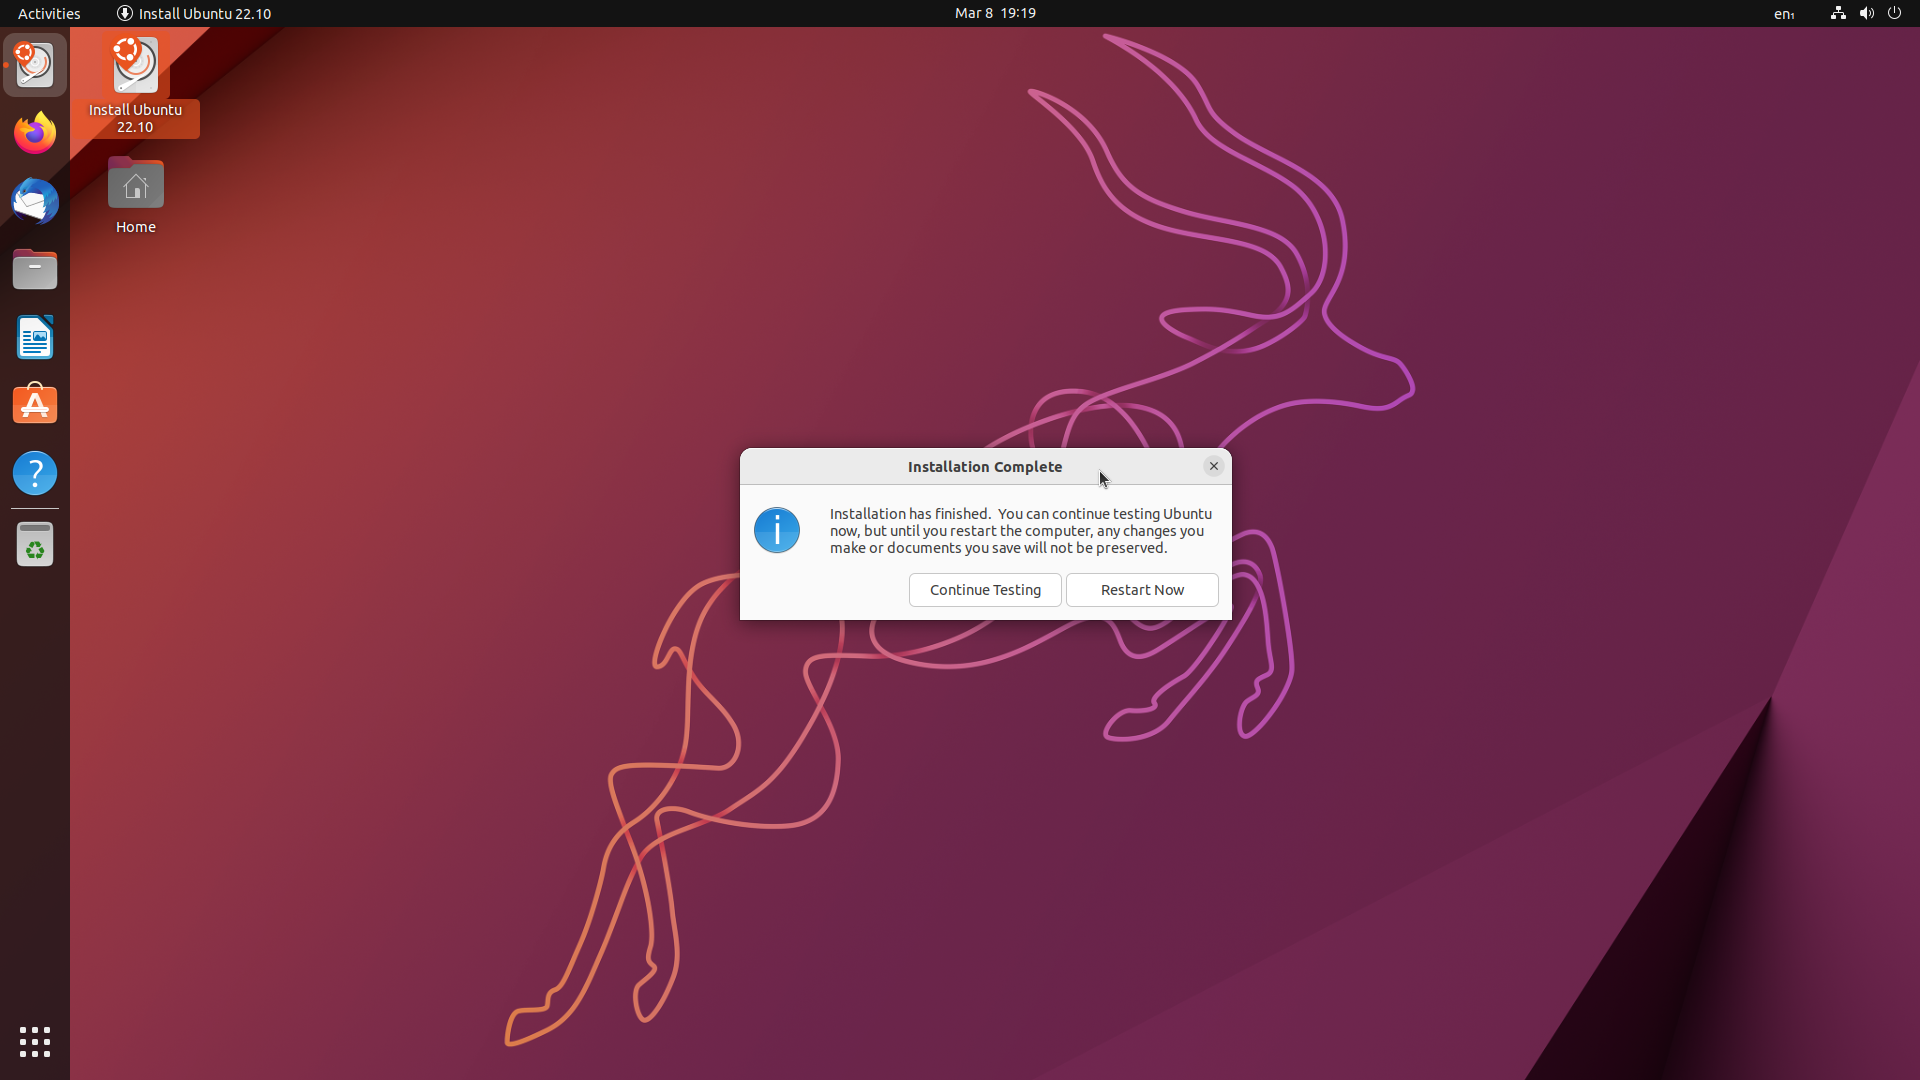 Activities
Install Ubuntu 22.10
Mar 8 19:19
en₁
Install Ubuntu
22.10
Home
Installation Complete
Installation has finished. You can continue testing Ubuntu
now, but until you restart the computer, any changes you
make or documents you save will not be preserved.
Continue Testing
Restart Now